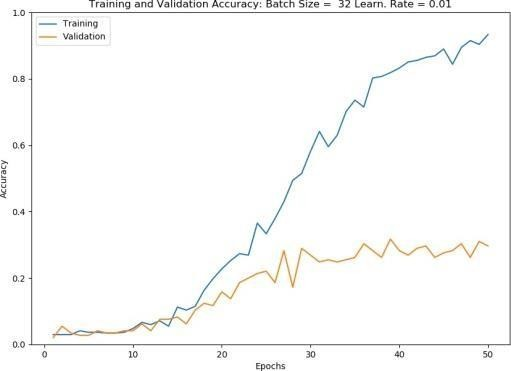 Training and Validation Accuracy: Batch Size =  32 Learn. Rate = 0.01
Training
Validation
1.0
0.8
0.6
0.4
0.2
0.0
Accuracy
0
10
20
30
40
50
Epochs